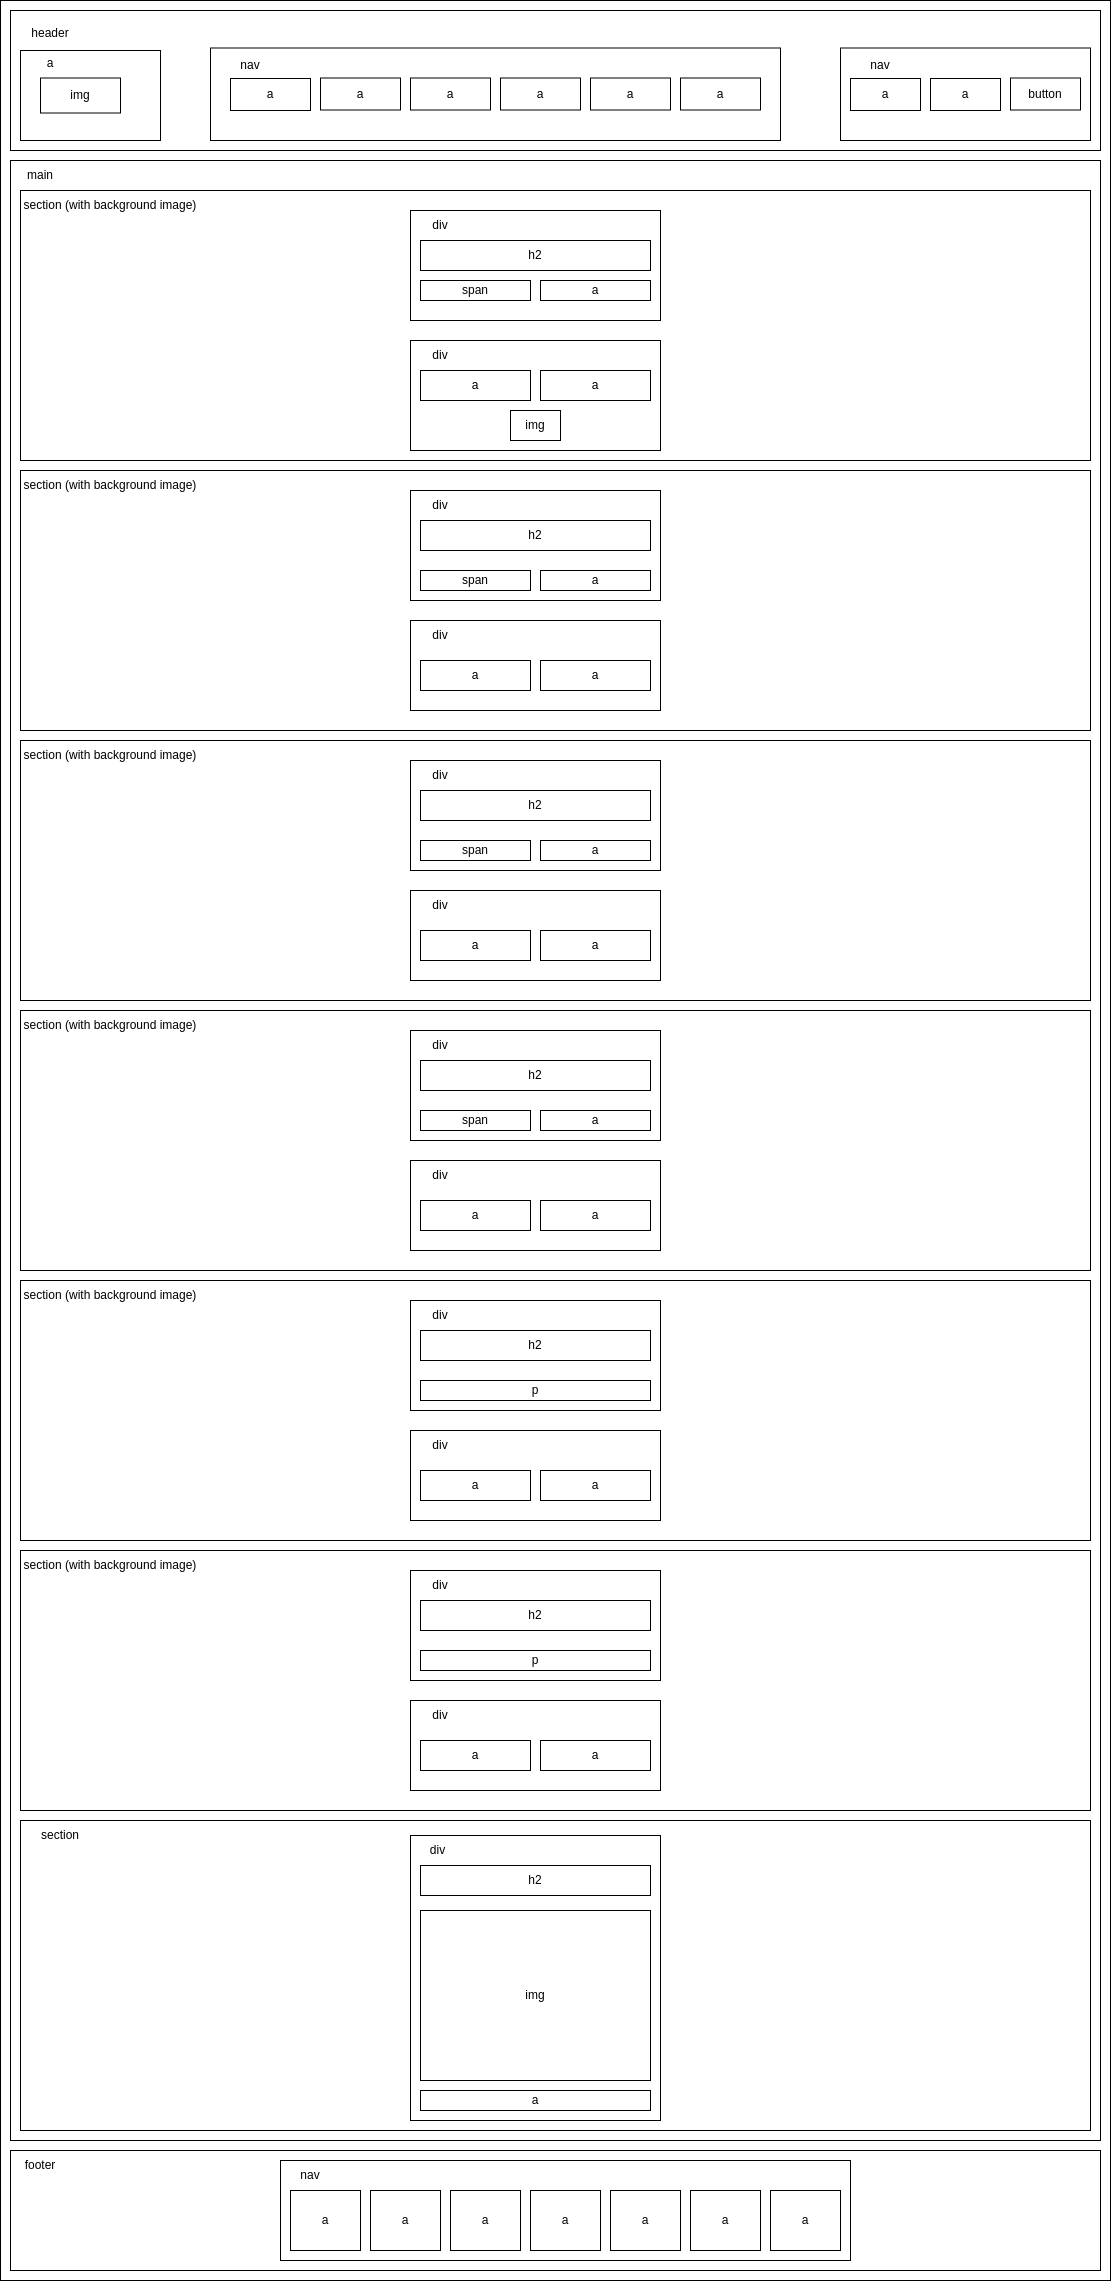 header
a
img
nav
a a a a a a
nav
a a button
main
section (with background image)
div
h2
span a
div
a a
img
section (with background image)
div
h2
span a
div
a a
section (with background image)
div
h2
span a
div
a a
section (with background image)
div
h2
span a
div
a a
section (with background image)
div
h2
p
div
a a
section (with background image)
div
h2
p
div
a a
section
div
h2
img
a
footer
nav
a a a a a a a